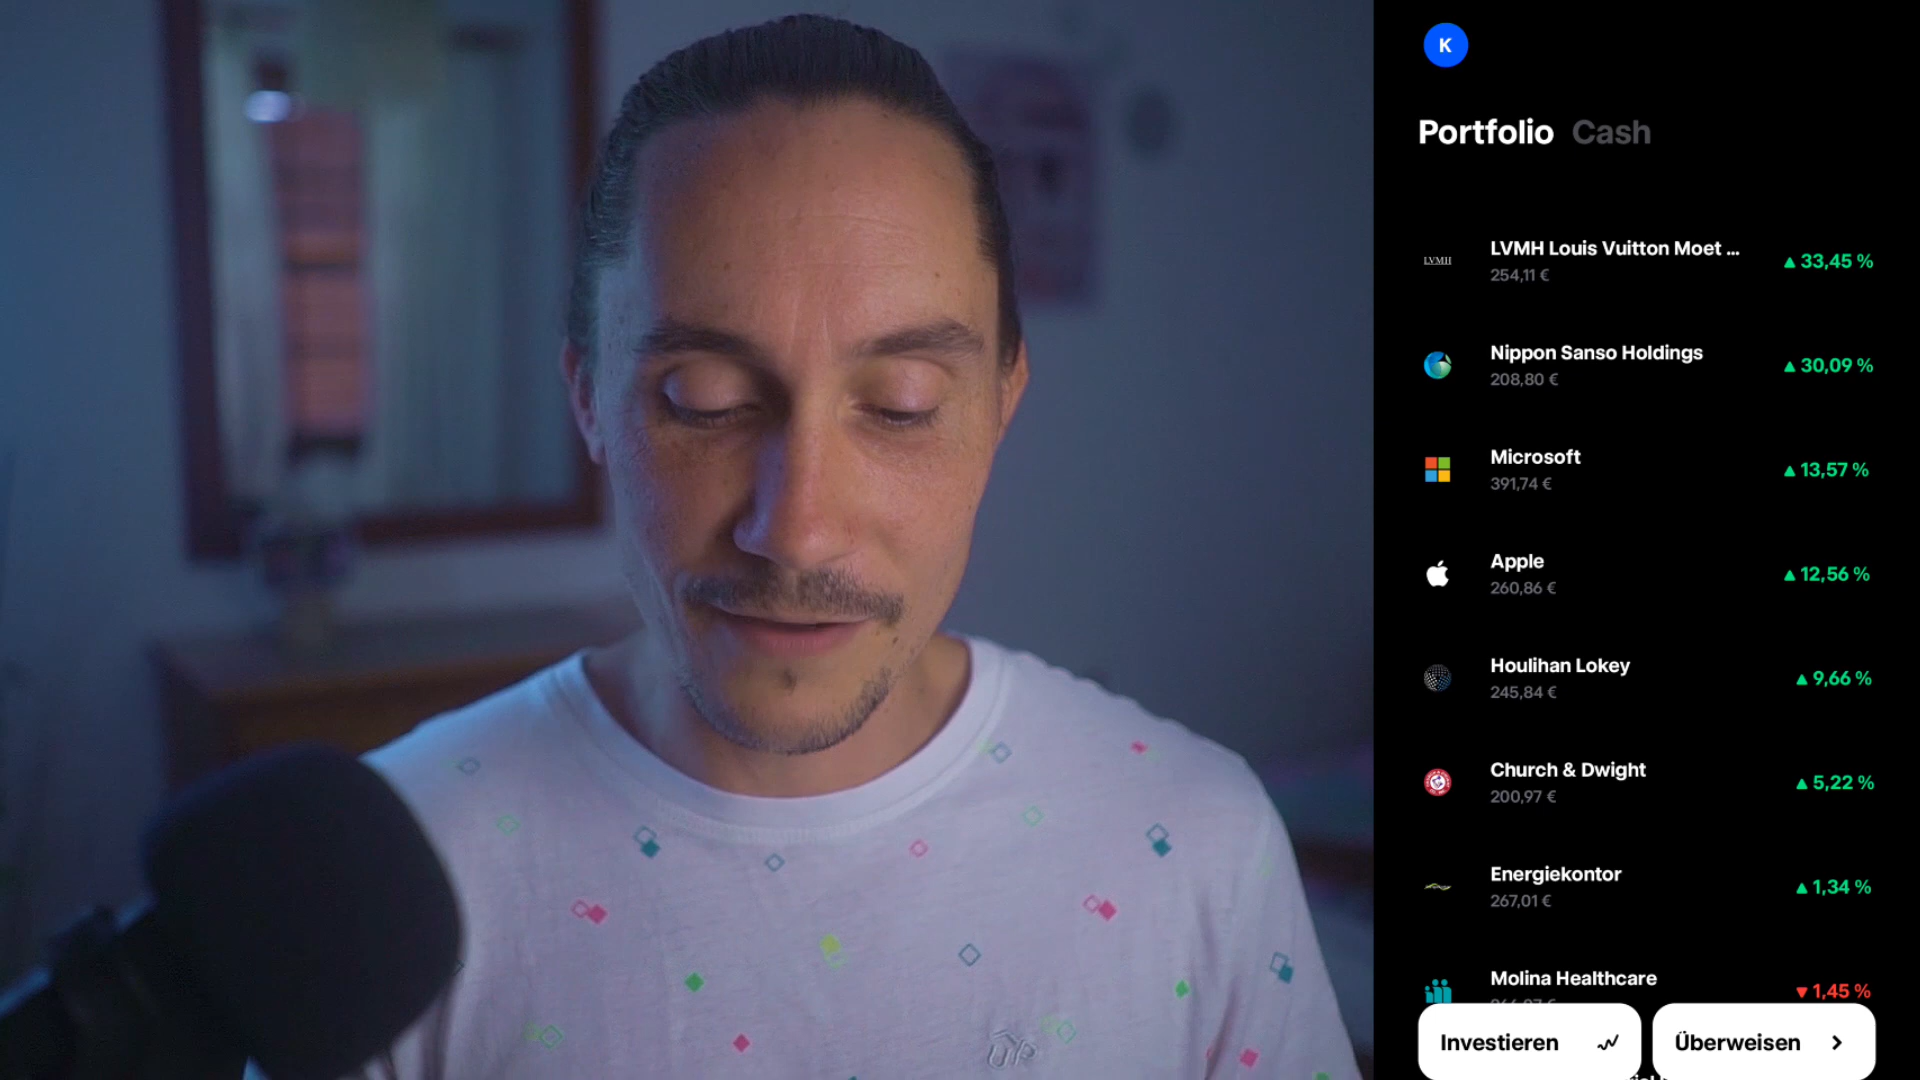 K
Portfolio Cash
LVMH
LVMH Louis Vuitton Moet ...
254,11 €
▲ 33,45 %
Nippon Sanso Holdings
208,80 €
▲ 30,09 %
Microsoft
391,74 €
▲ 13,57 %
Apple
260,86 €
▲ 12,56 %
Houlihan Lokey
245,84 €
▲ 9,66 %
Church & Dwight
200,97 €
▲ 5,22 %
Energiekontor
267,01 €
▲ 1,34 %
Molina Healthcare
▼ 1,45 %
Investieren
Überweisen